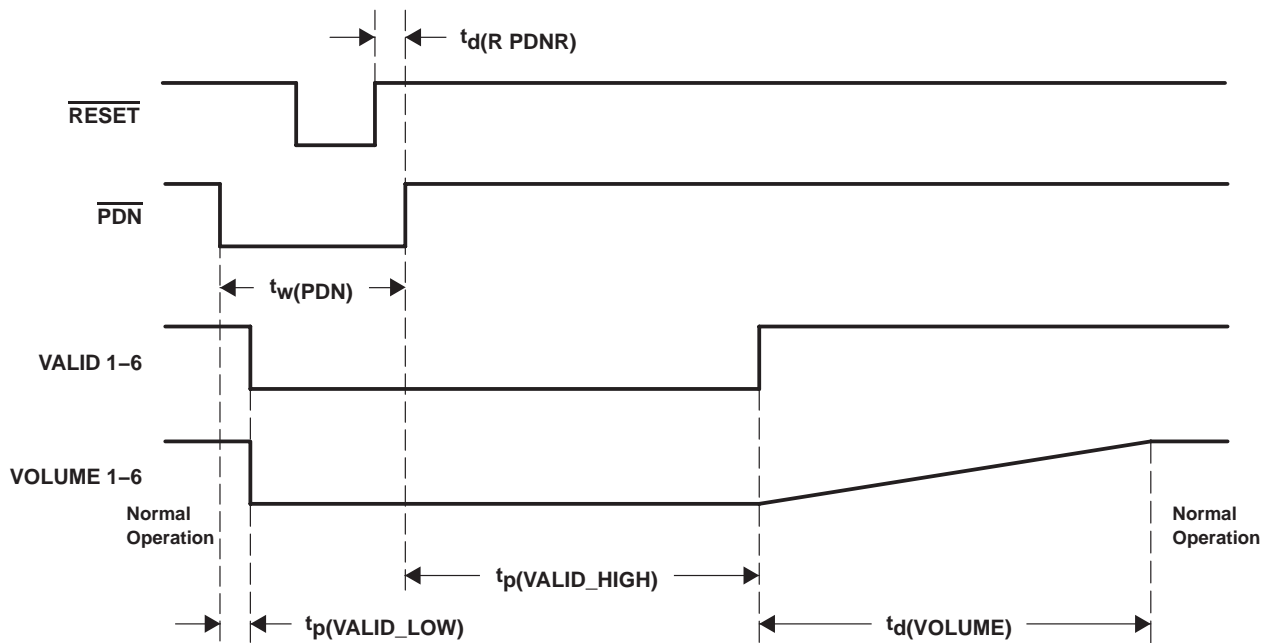 td(R PDNR)
RESET
PDN
tw(PDN)
VALID 1–6
VOLUME 1–6
Normal
Operation
Normal
Operation
tp(VALID_HIGH)
tp(VALID_LOW)
td(VOLUME)